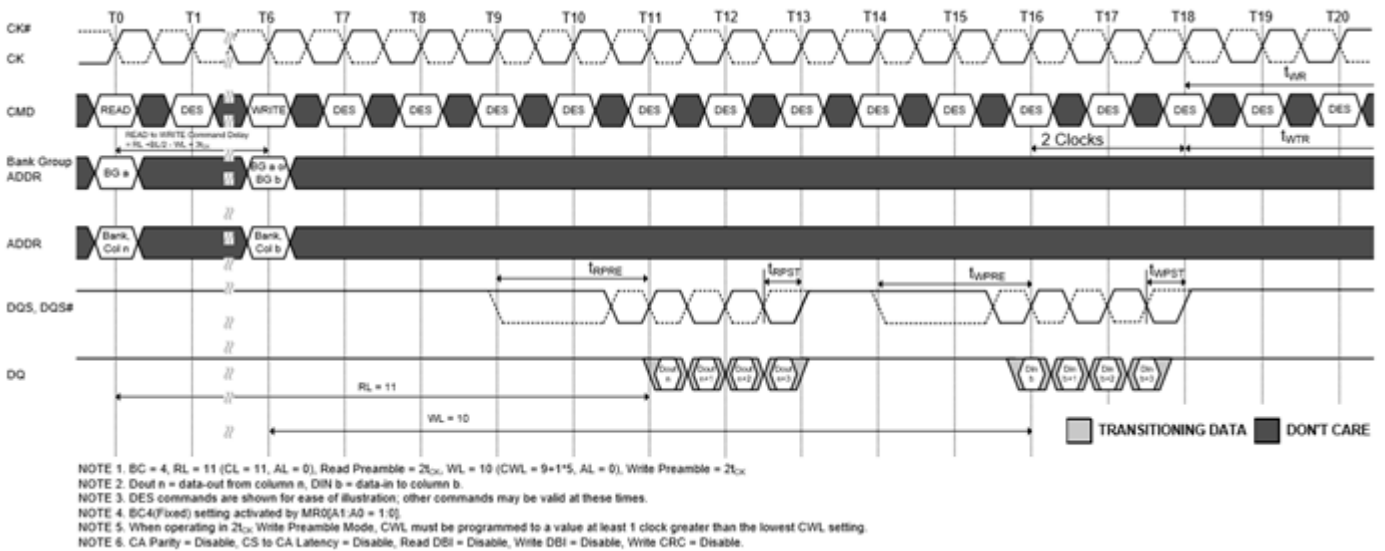 T0 T1 T6 T7 T8 T9 T10 T11 T12 T13 T14 T15 T16 T17 T18 T19 T20
CK#
CK
tWR
CMD READ DES WRITE DES DES DES DES DES DES DES DES DES DES DES DES DES DES
READ to WRITE Command Delay
= RL +BL/2 - WL + 3tCK
2 Clocks tWTR
Bank Group
ADDR
BG a
BG a or
BG b
ADDR
Bank,
Col n
Bank,
Col b
tRPRE tRPST tWPRE tWPST
DQS, DQS#
DQ
Dout
n
Dout
n+1
Dout
n+2
Dout
n+3
Din
b
Din
b+1
Din
b+2
Din
b+3
RL = 11
WL = 10
TRANSITIONING DATA DON'T CARE
NOTE 1. BC = 4, RL = 11 (CL = 11, AL = 0), Read Preamble = 2tCK, WL = 10 (CWL = 9+1*5, AL = 0), Write Preamble = 2tCK
NOTE 2. Dout n = data-out from column n, DIN b = data-in to column b.
NOTE 3. DES commands are shown for ease of illustration; other commands may be valid at these times.
NOTE 4. BC4(Fixed) setting activated by MR0[A1:A0 = 1:0].
NOTE 5. When operating in 2tCK Write Preamble Mode, CWL must be programmed to a value at least 1 clock greater than the lowest CWL setting.
NOTE 6. CA Parity = Disable, CS to CA Latency = Disable, Read DBI = Disable, Write DBI = Disable, Write CRC = Disable.